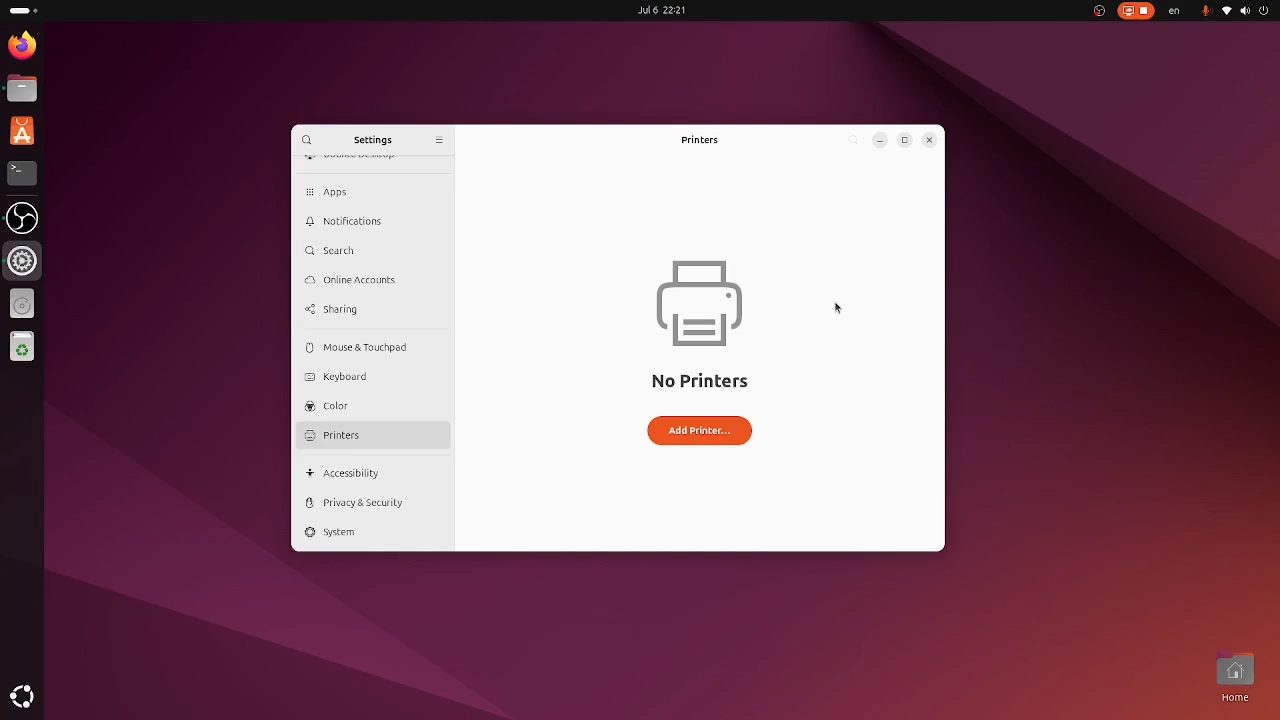 Jul 6 22:21
en
Settings
Printers
Apps
Notifications
Search
Online Accounts
Sharing
Mouse & Touchpad
Keyboard
Color
Printers
Accessibility
Privacy & Security
System
No Printers
Add Printer...
Home